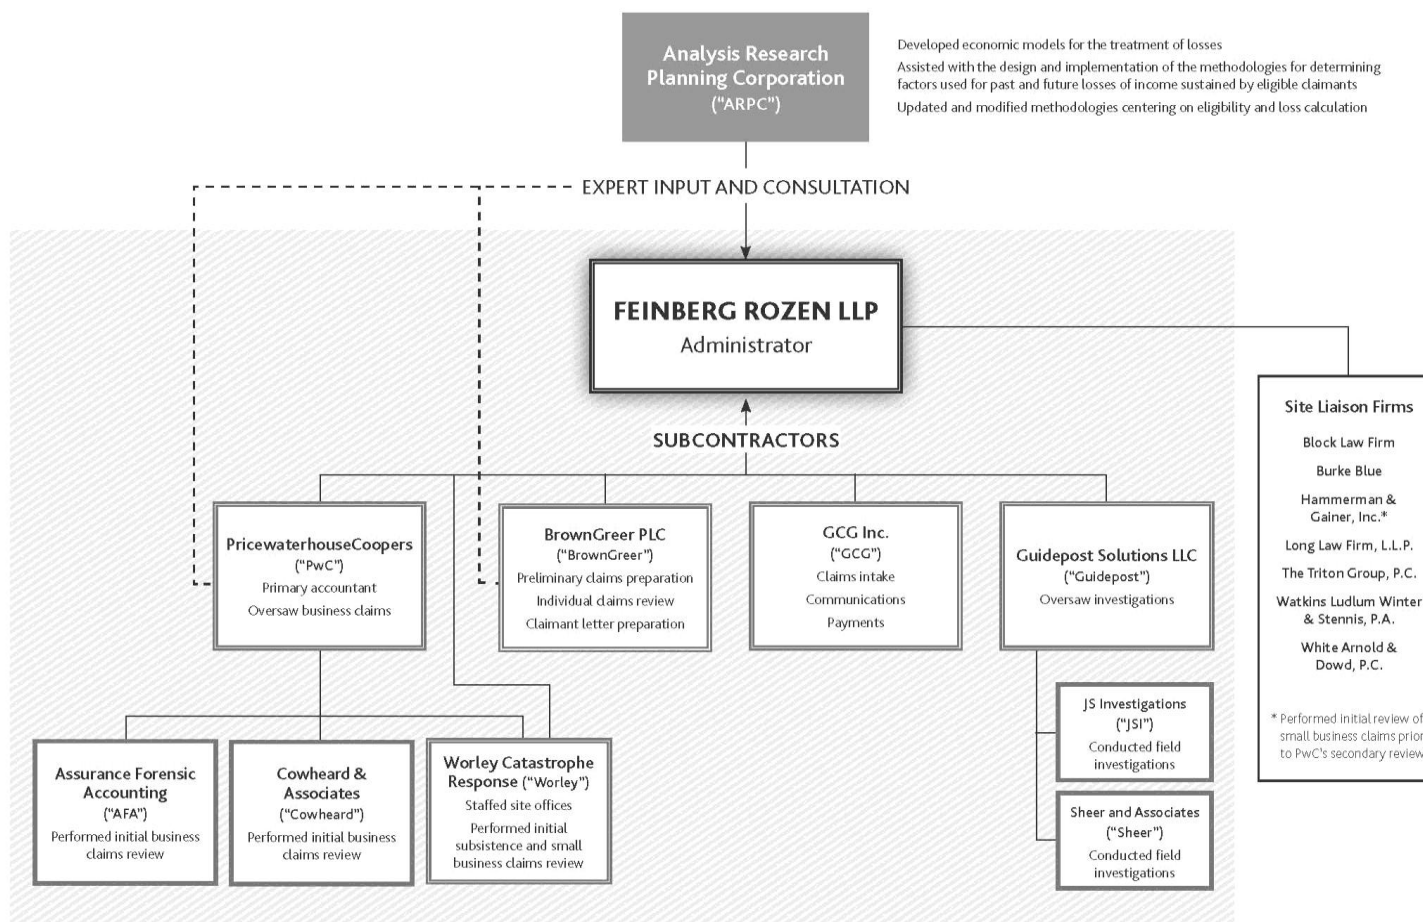 Analysis Research
Planning Corporation
("ARPC")
Developed economic models for the treatment of losses
Assisted with the design and implementation of the methodologies for determining
factors used for past and future losses of income sustained by eligible claimants
Updated and modified methodologies centering on eligibility and loss calculation
EXPERT INPUT AND CONSULTATION
FEINBERG ROZEN LLP
Administrator
SUBCONTRACTORS
PricewaterhouseCoopers
("PwC")
Primary accountant
Oversaw business claims
BrownGreer PLC
("BrownGreer")
Preliminary claims preparation
Individual claims review
Claimant letter preparation
GCG Inc.
("GCG")
Claims intake
Communications
Payments
Guidepost Solutions LLC
("Guidepost")
Oversaw investigations
Site Liaison Firms
Block Law Firm
Burke Blue
Hammerman &
Gainer, Inc.*
Long Law Firm, L.L.P.
The Triton Group, P.C.
Watkins Ludlum Winter
& Stennis, P.A.
White Arnold &
Dowd, P.C.
* Performed initial review of
small business claims prior
to PwC's secondary review
Assurance Forensic
Accounting
("AFA")
Performed initial business
claims review
Cowheard &
Associates
("Cowheard")
Performed initial business
claims review
Worley Catastrophe
Response ("Worley")
Staffed site offices
Performed initial
subsistence and small
business claims review
JS Investigations
("JSI")
Conducted field
investigations
Sheer and Associates
("Sheer")
Conducted field
investigations